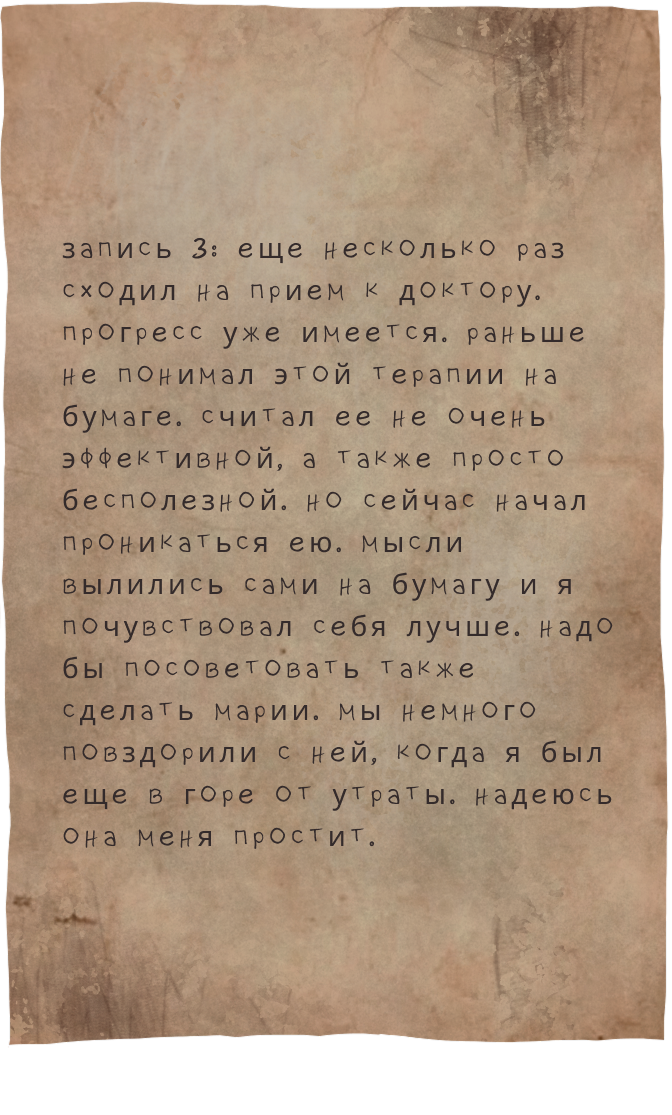 запись 3: еще несколько раз
сходил на прием к доктору.
прогресс уже имеется. раньше
не понимал этой терапии на
бумаге. считал ее не очень
эффективной, а также просто
бесполезной. но сейчас начал
проникаться ею. мысли
вылились сами на бумагу и я
почувствовал себя лучше. надо
бы посоветовать также
сделать марии. мы немного
повздорили с ней, когда я был
еще в горе от утраты. надеюсь
она меня простит.